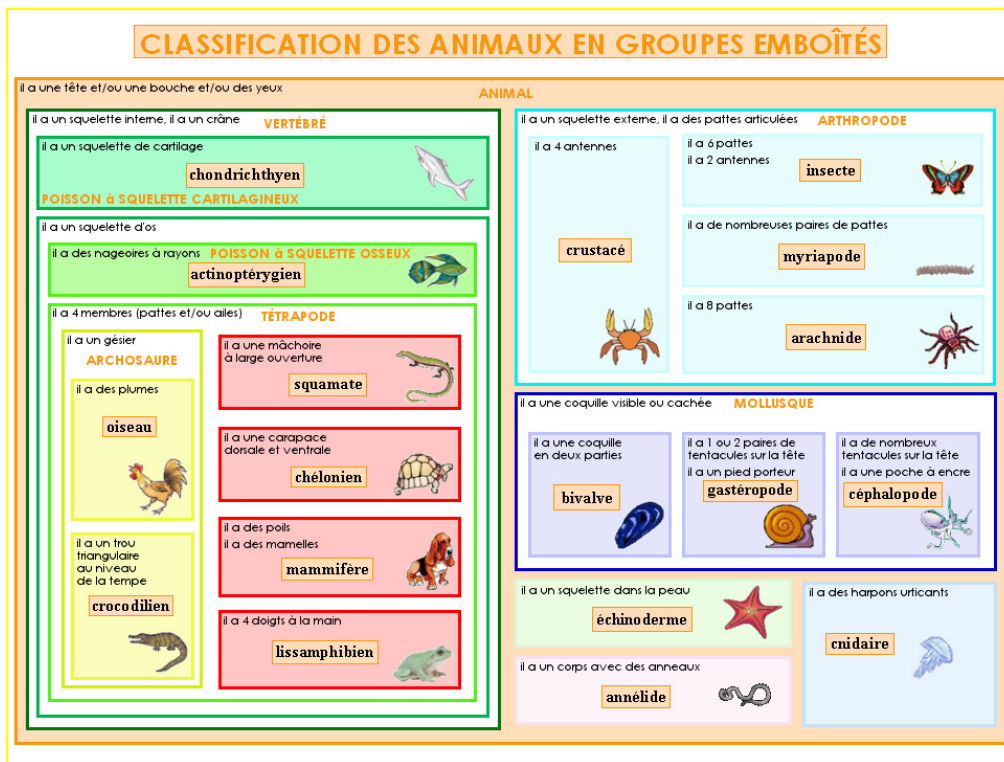 CLASSIFICATION DES ANIMAUX EN GROUPES EMBOÎTÉS
il a une tête et/ou une bouche et/ou des yeux
ANIMAL
il a un squelette interne, il a un crâne
VERTÉBRÉ
il a un squelette de cartilage
chondrichthyen
POISSON à SQUELETTE CARTILAGINEUX
il a un squelette d'os
il a des nageoires à rayons
POISSON à SQUELETTE OSSEUX
actinoptérygien
il a 4 membres (pattes et/ou ailes)
TÉTRAPODE
il a un gésier
ARCHOSAURE
il a des plumes
oiseau
il a un trou
triangulaire
au niveau
de la tempe
crocodilien
il a une mâchoire
à large ouverture
squamate
il a une carapace
dorsale et ventrale
chélonien
il a des poils
il a des mamelles
mammifère
il a 4 doigts à la main
lissamphibien
il a un squelette externe, il a des pattes articulées
ARTHROPODE
il a 4 antennes
crustacé
il a 6 pattes
il a 2 antennes
insecte
il a de nombreuses paires de pattes
myriapode
il a 8 pattes
arachnide
il a une coquille visible ou cachée
MOLLUSQUE
il a une coquille
en deux parties
bivalve
il a 1 ou 2 paires de
tentacules sur la tête
il a un pied porteur
gastéropode
il a de nombreux
tentacules sur la tête
il a une poche à encre
céphalopode
il a un squelette dans la peau
échinoderme
il a un corps avec des anneaux
annélide
il a des harpons urticants
cnidaire